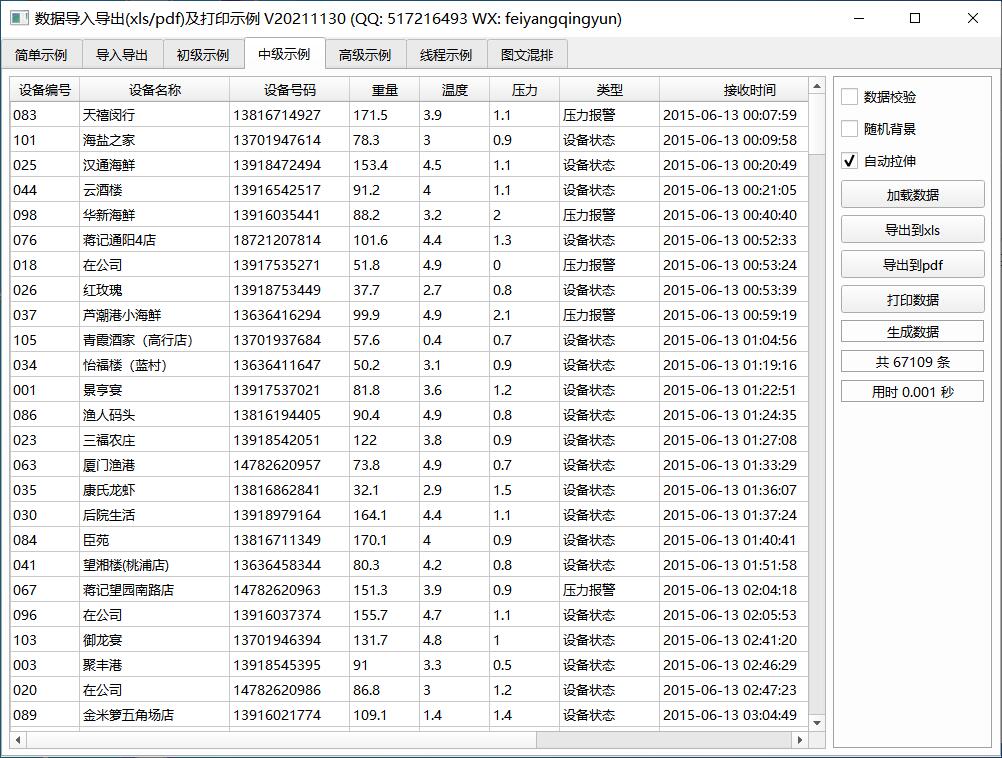 数据导入导出(xls/pdf)及打印示例 V20211130 (QQ: 517216493 WX: feiyangqingyun)
简单示例 导入导出 初级示例 中级示例 高级示例 线程示例 图文混排
设备编号 设备名称 设备号码 重量 温度 压力 类型 接收时间
083 天禧闵行 13816714927 171.5 3.9 1.1 压力报警 2015-06-13 00:07:59
101 海盐之家 13701947614 78.3 3 0.9 设备状态 2015-06-13 00:09:58
025 汉通海鲜 13918472494 153.4 4.5 1.1 设备状态 2015-06-13 00:20:49
044 云酒楼 13916542517 91.2 4 1.1 设备状态 2015-06-13 00:21:05
098 华新海鲜 13916035441 88.2 3.2 2 压力报警 2015-06-13 00:40:40
076 蒋记通阳4店 18721207814 101.6 4.4 1.3 设备状态 2015-06-13 00:52:33
018 在公司 13917535271 51.8 4.9 0 压力报警 2015-06-13 00:53:24
026 红玫瑰 13918753449 37.7 2.7 0.8 设备状态 2015-06-13 00:53:39
037 芦潮港小海鲜 13636416294 99.9 4.9 2.1 压力报警 2015-06-13 00:59:19
105 青霞酒家（高行店） 13701937684 57.6 0.4 0.7 设备状态 2015-06-13 01:04:56
034 怡福楼（蓝村） 13636411647 50.2 3.1 0.9 设备状态 2015-06-13 01:19:16
001 景亨宴 13917537021 81.8 3.6 1.2 设备状态 2015-06-13 01:22:51
086 渔人码头 13816194405 90.4 4.9 0.8 设备状态 2015-06-13 01:24:35
023 三福农庄 13918542051 122 3.8 0.9 设备状态 2015-06-13 01:27:08
063 厦门渔港 14782620957 73.8 4.9 0.7 设备状态 2015-06-13 01:33:29
035 康氏龙虾 13816862841 32.1 2.9 1.5 设备状态 2015-06-13 01:36:07
030 后院生活 13918979164 164.1 4.4 1.1 设备状态 2015-06-13 01:37:24
084 臣苑 13816711349 170.1 4 0.9 设备状态 2015-06-13 01:40:41
041 望湘楼(桃浦店) 13636458344 80.3 4.2 0.8 设备状态 2015-06-13 01:51:58
067 蒋记望园南路店 14782620963 151.3 3.9 0.9 压力报警 2015-06-13 02:04:18
096 在公司 13916037374 155.7 4.7 1.1 设备状态 2015-06-13 02:05:53
103 御龙宴 13701946394 131.7 4.8 1 设备状态 2015-06-13 02:41:20
003 聚丰港 13918545395 91 3.3 0.5 设备状态 2015-06-13 02:46:29
020 在公司 14782620986 86.8 3 1.2 设备状态 2015-06-13 02:47:23
089 金米箩五角场店 13916021774 109.1 1.4 1.4 设备状态 2015-06-13 03:04:49
数据校验
随机背景
自动拉伸
加载数据
导出到xls
导出到pdf
打印数据
生成数据
共 67109 条
用时 0.001 秒